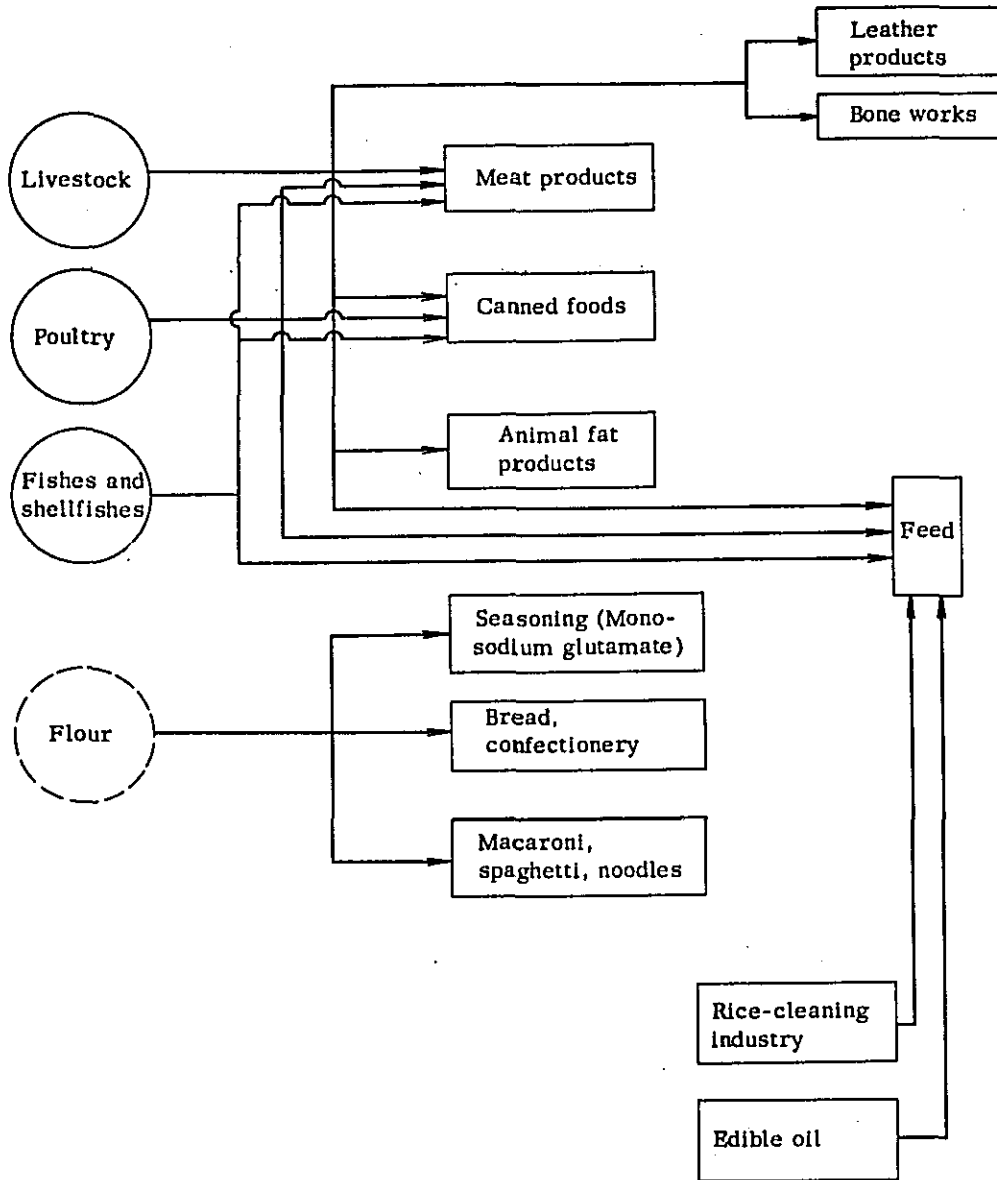 Leather
products
Bone works
Livestock
Meat products
Poultry
Canned foods
Fishes and
shellfishes
Animal fat
products
Feed
Seasoning (Mono-
sodium glutamate)
Flour
Bread,
confectionery
Macaroni,
spaghetti, noodles
Rice-cleaning
industry
Edible oil